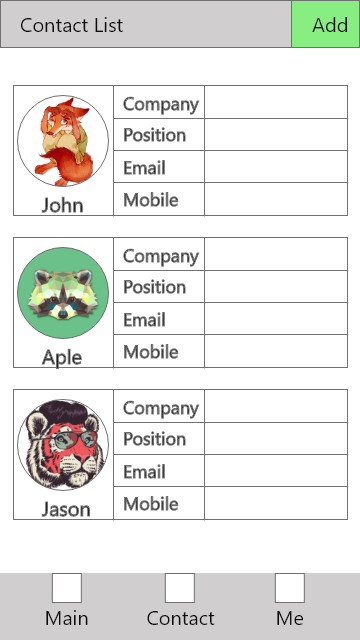 Contact List Add
Company
Position
Email
Mobile
John
Company
Position
Email
Mobile
Aple
Company
Position
Email
Mobile
Jason
Main Contact Me